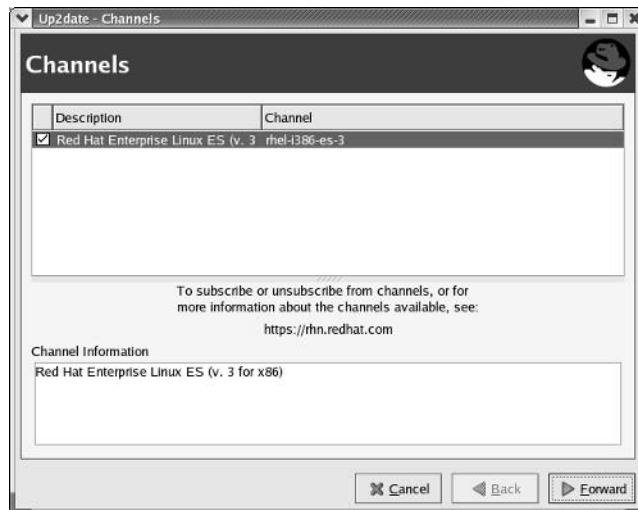 Up2date - Channels
Channels
Description Channel
Red Hat Enterprise Linux ES (v. 3 rhel-i386-es-3
To subscribe or unsubscribe from channels, or for
more information about the channels available, see:
https://rhn.redhat.com
Channel Information
Red Hat Enterprise Linux ES (v. 3 for x86)
Cancel Back Forward